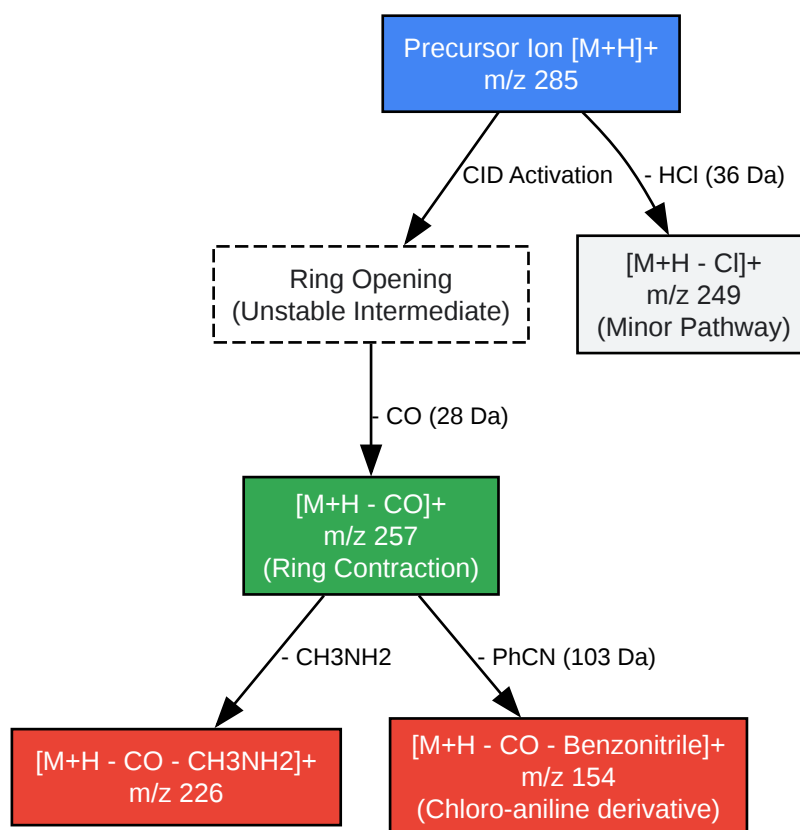 Precursor Ion [M+H]+
m/z 285
CID Activation
- HCl (36 Da)
Ring Opening
(Unstable Intermediate)
[M+H - Cl]+
m/z 249
(Minor Pathway)
- CO (28 Da)
[M+H - CO]+
m/z 257
(Ring Contraction)
- CH3NH2
- PhCN (103 Da)
[M+H - CO - CH3NH2]+
m/z 226
[M+H - CO - Benzonitrile]+
m/z 154
(Chloro-aniline derivative)